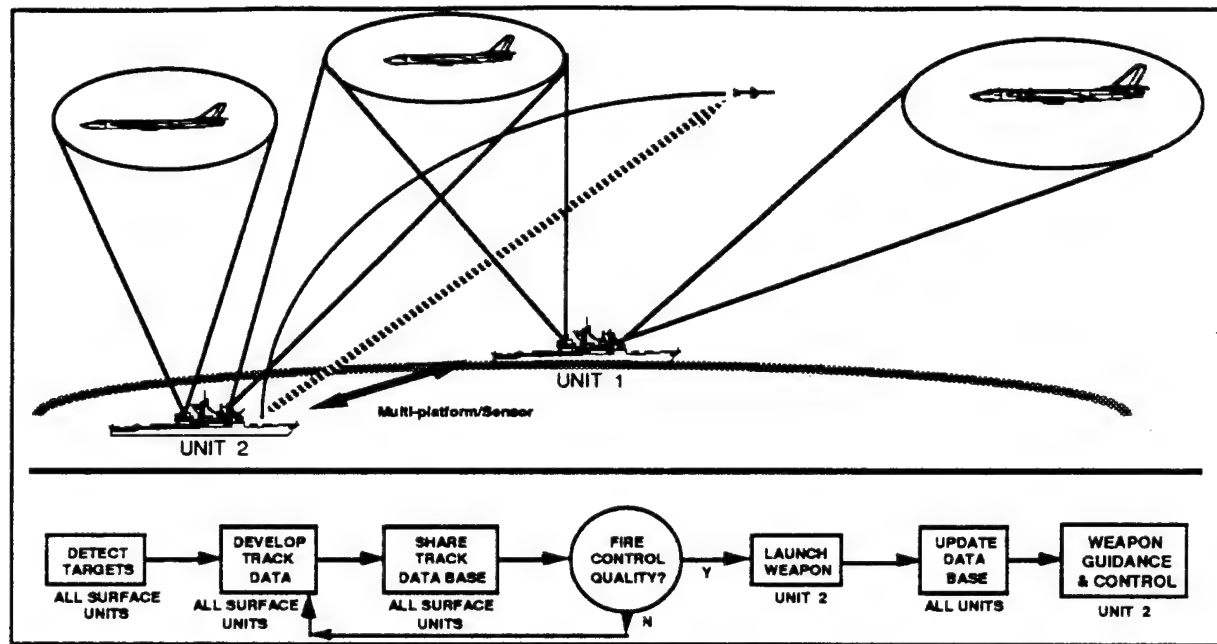 UNIT 1
Multi-platform/Sensor
UNIT 2
DETECT
TARGETS
ALL SURFACE
UNITS
DEVELOP
TRACK
DATA
ALL SURFACE
UNITS
SHARE
TRACK
DATA BASE
ALL SURFACE
UNITS
FIRE
CONTROL
QUALITY?
Y
N
LAUNCH
WEAPON
UNIT 2
UPDATE
DATA
BASE
ALL UNITS
WEAPON
GUIDANCE
& CONTROL
UNIT 2